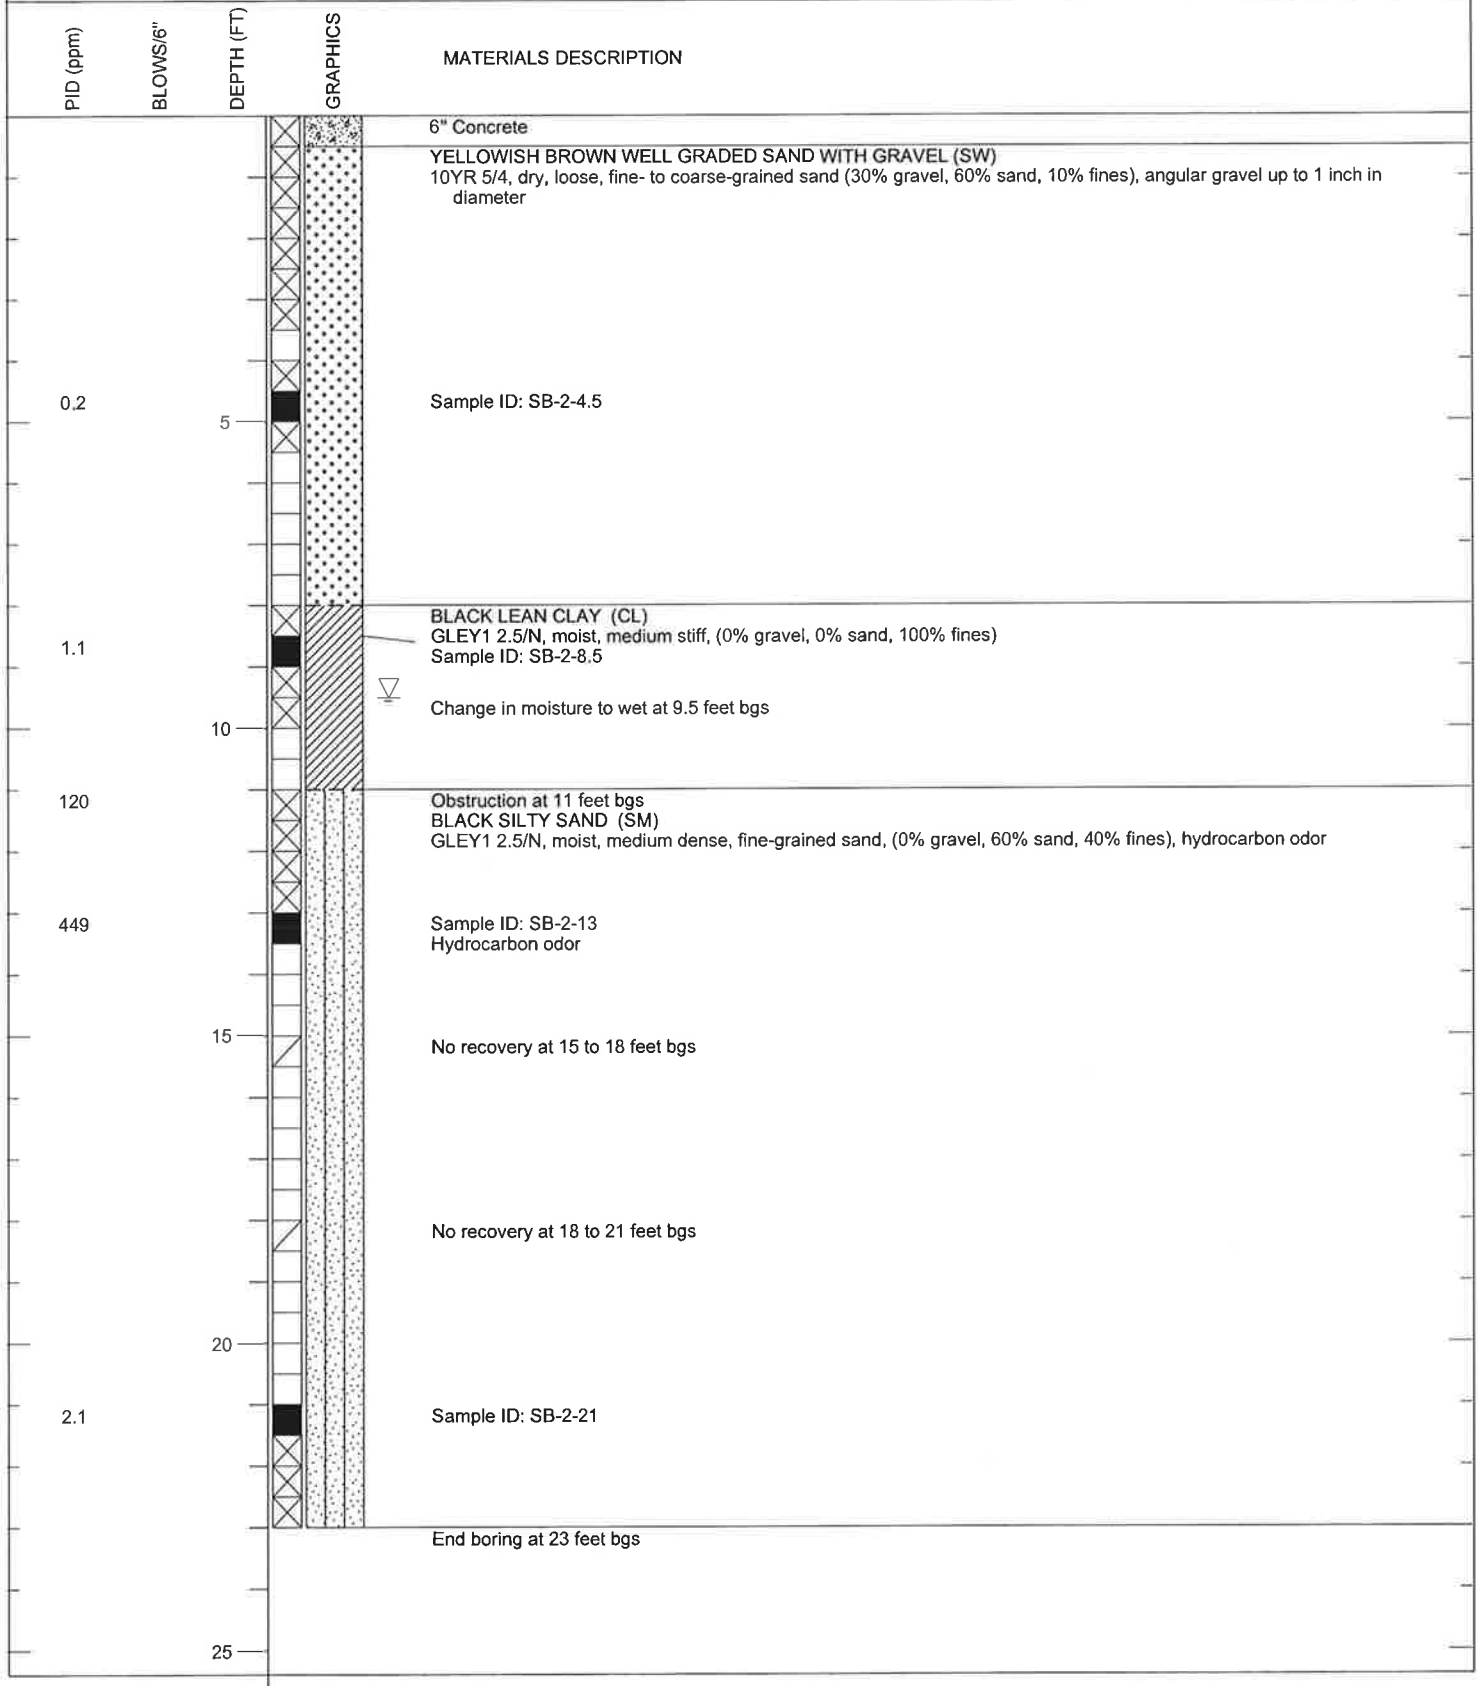 PID (ppm)
BLOWS/6"
DEPTH (FT)
GRAPHICS
MATERIALS DESCRIPTION
6" Concrete
YELLOWISH BROWN WELL GRADED SAND WITH GRAVEL (SW)
10YR 5/4, dry, loose, fine- to coarse-grained sand (30% gravel, 60% sand, 10% fines), angular gravel up to 1 inch in
diameter
0.2
Sample ID: SB-2-4.5
5
BLACK LEAN CLAY (CL)
GLEY1 2.5/N, moist, medium stiff, (0% gravel, 0% sand, 100% fines)
1.1
Sample ID: SB-2-8.5
Change in moisture to wet at 9.5 feet bgs
10
120
Obstruction at 11 feet bgs
BLACK SILTY SAND (SM)
GLEY1 2.5/N, moist, medium dense, fine-grained sand, (0% gravel, 60% sand, 40% fines), hydrocarbon odor
449
Sample ID: SB-2-13
Hydrocarbon odor
15
No recovery at 15 to 18 feet bgs
No recovery at 18 to 21 feet bgs
20
2.1
Sample ID: SB-2-21
End boring at 23 feet bgs
25